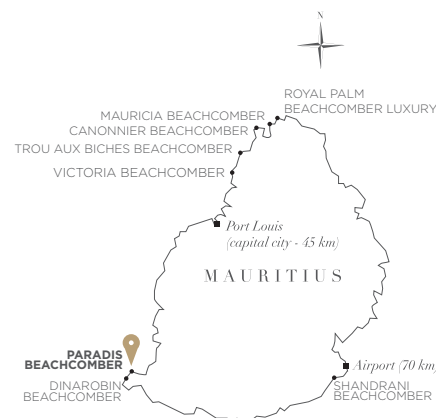 N
ROYAL PALM
BEACHCOMBER LUXURY
MAURICIA BEACHCOMBER
CANONNIER BEACHCOMBER
TROU AUX BICHES BEACHCOMBER
VICTORIA BEACHCOMBER
Port Louis
(capital city - 45 km)
MAURITIUS
PARADIS
BEACHCOMBER
Airport (70 km
DINAROBIN
BEACHCOMBER
SHANDRANI
BEACHCOMBER